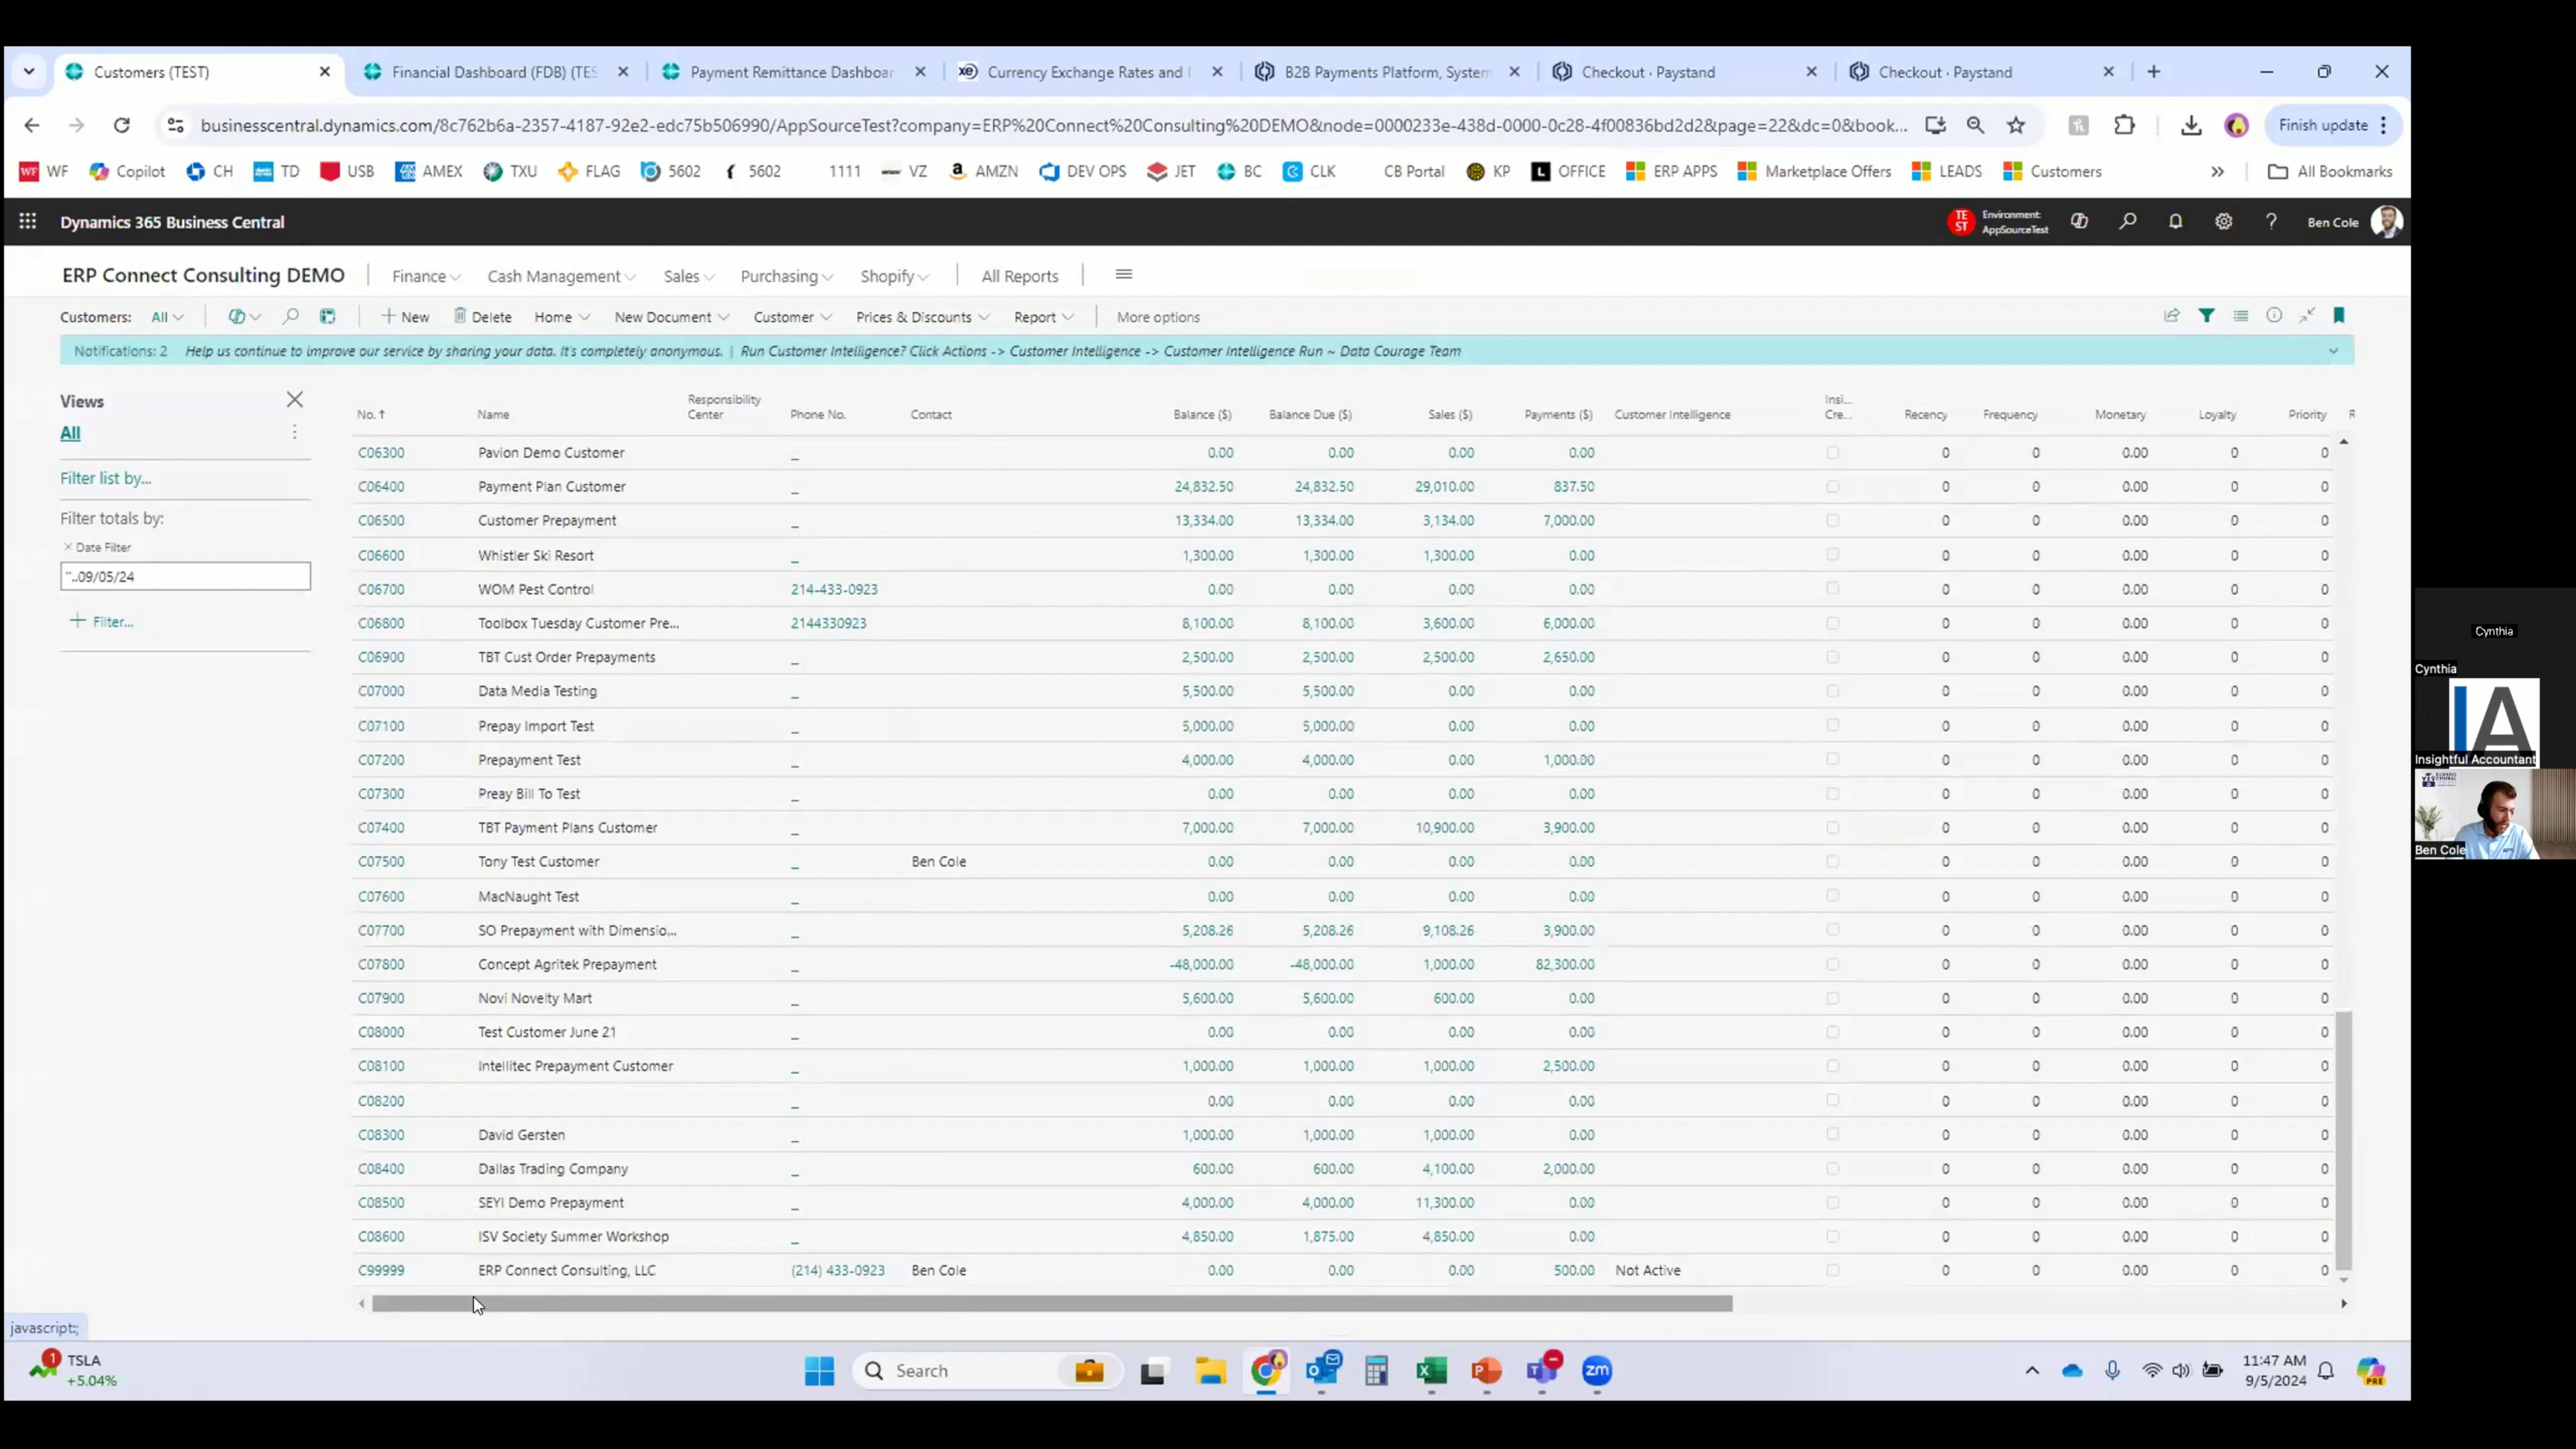 Customers (TEST)
Financial Dashboard (FDB) (TES
Payment Remittance Dashboar
Currency Exchange Rates and I
B2B Payments Platform, System
Checkout · Paystand
Checkout · Paystand
businesscentral.dynamics.com/8c762b6a-2357-4187-92e2-edc75b506990/AppSourceTest?company=ERP%20Connect%20Consulting%20DEMO&node=0000233e-438d-0000-0c28-4f00836bd2d2&page=22&dc=0&book...
Finish update
WF Copilot CH TD USB AMEX TXU FLAG 5602 5602 1111 VZ AMZN DEV OPS JET BC CLK CB Portal KP OFFICE ERP APPS Marketplace Offers LEADS Customers » All Bookmarks
Dynamics 365 Business Central
TEST Environment: AppSourceTest
Ben Cole
ERP Connect Consulting DEMO Finance Cash Management Sales Purchasing Shopify All Reports
Customers: All + New Delete Home New Document Customer Prices & Discounts Report More options
Notifications: 2 Help us continue to improve our service by sharing your data. It's completely anonymous. | Run Customer Intelligence? Click Actions -> Customer Intelligence -> Customer Intelligence Run ~ Data Courage Team
Views
All
Filter list by...
Filter totals by:
× Date Filter
''..09/05/24
+ Filter...
No. ↑ Name Responsibility Center Phone No. Contact Balance ($) Balance Due ($) Sales ($) Payments ($) Customer Intelligence Insi... Cre... Recency Frequency Monetary Loyalty Priority R
C06300 Pavion Demo Customer _ 0.00 0.00 0.00 0.00 0 0 0.00 0 0
C06400 Payment Plan Customer _ 24,832.50 24,832.50 29,010.00 837.50 0 0 0.00 0 0
C06500 Customer Prepayment _ 13,334.00 13,334.00 3,134.00 7,000.00 0 0 0.00 0 0
C06600 Whistler Ski Resort _ 1,300.00 1,300.00 1,300.00 0.00 0 0 0.00 0 0
C06700 WOM Pest Control 214-433-0923 0.00 0.00 0.00 0.00 0 0 0.00 0 0
C06800 Toolbox Tuesday Customer Pre... 2144330923 8,100.00 8,100.00 3,600.00 6,000.00 0 0 0.00 0 0
C06900 TBT Cust Order Prepayments _ 2,500.00 2,500.00 2,500.00 2,650.00 0 0 0.00 0 0
C07000 Data Media Testing _ 5,500.00 5,500.00 0.00 0.00 0 0 0.00 0 0
C07100 Prepay Import Test _ 5,000.00 5,000.00 0.00 0.00 0 0 0.00 0 0
C07200 Prepayment Test _ 4,000.00 4,000.00 0.00 1,000.00 0 0 0.00 0 0
C07300 Preay Bill To Test _ 0.00 0.00 0.00 0.00 0 0 0.00 0 0
C07400 TBT Payment Plans Customer _ 7,000.00 7,000.00 10,900.00 3,900.00 0 0 0.00 0 0
C07500 Tony Test Customer _ Ben Cole 0.00 0.00 0.00 0.00 0 0 0.00 0 0
C07600 MacNaught Test _ 0.00 0.00 0.00 0.00 0 0 0.00 0 0
C07700 SO Prepayment with Dimensio... _ 5,208.26 5,208.26 9,108.26 3,900.00 0 0 0.00 0 0
C07800 Concept Agritek Prepayment _ -48,000.00 -48,000.00 1,000.00 82,300.00 0 0 0.00 0 0
C07900 Novi Novelty Mart _ 5,600.00 5,600.00 600.00 0.00 0 0 0.00 0 0
C08000 Test Customer June 21 _ 0.00 0.00 0.00 0.00 0 0 0.00 0 0
C08100 Intellitec Prepayment Customer _ 1,000.00 1,000.00 1,000.00 2,500.00 0 0 0.00 0 0
C08200 _ 0.00 0.00 0.00 0.00 0 0 0.00 0 0
C08300 David Gersten _ 1,000.00 1,000.00 1,000.00 0.00 0 0 0.00 0 0
C08400 Dallas Trading Company _ 600.00 600.00 4,100.00 2,000.00 0 0 0.00 0 0
C08500 SEYI Demo Prepayment _ 4,000.00 4,000.00 11,300.00 0.00 0 0 0.00 0 0
C08600 ISV Society Summer Workshop _ 4,850.00 1,875.00 4,850.00 0.00 0 0 0.00 0 0
C99999 ERP Connect Consulting, LLC (214) 433-0923 Ben Cole 0.00 0.00 0.00 500.00 Not Active 0 0 0.00 0 0
javascript:;
Cynthia
Cynthia
IA
Insightful Accountant
Ben Cole
1 TSLA
+5.04%
Search
zm
11:47 AM
9/5/2024
PRE